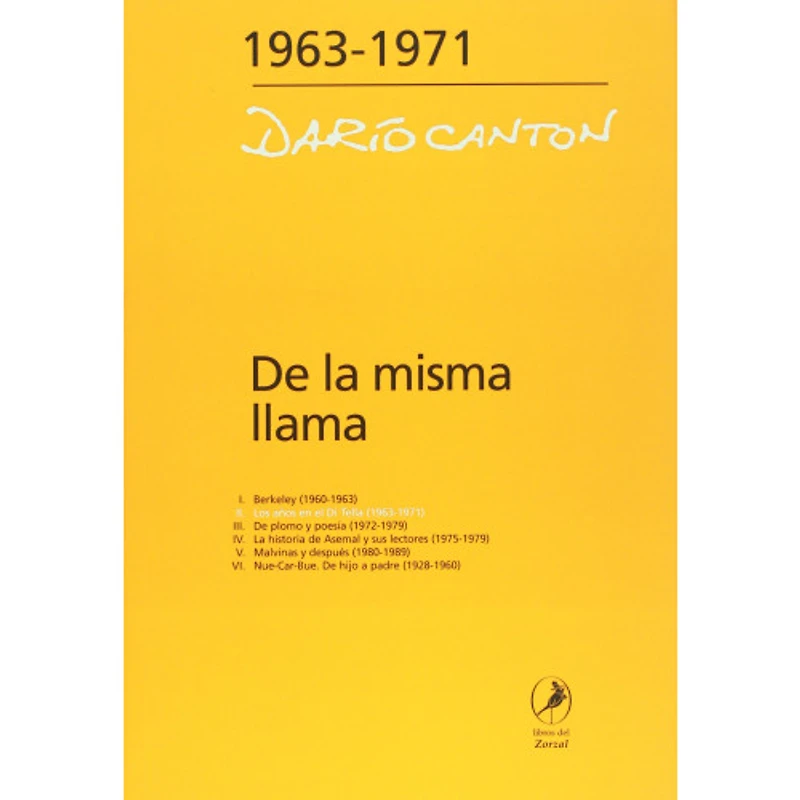 1963-1971
DARÍO CANTON
De la misma
llama
I. Berkeley (1960-1963)
II. Los años en el Di Tella (1963-1971)
III. De plomo y poesía (1972-1979)
IV. La historia de Asemal y sus lectores (1975-1979)
V. Malvinas y después (1980-1989)
VI. Nue-Car-Bue. De hijo a padre (1928-1960)
libros del
Zorzal